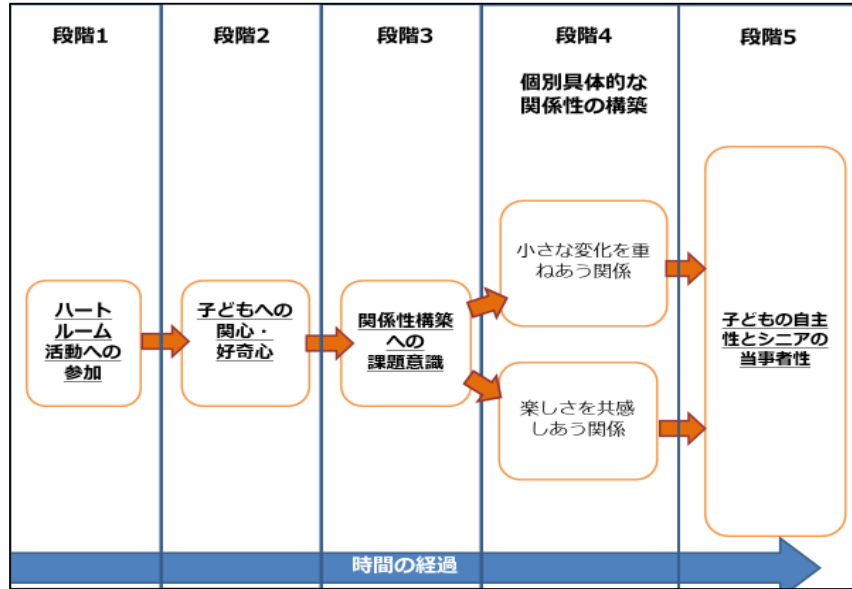 段階1
段階2
段階3
段階4
段階5
個別具体的な
関係性の構築
ハート
ルーム
活動への
参加
子どもへの
関心・
好奇心
関係性構築
への
課題意識
小さな変化を重
ねあう関係
楽しさを共感
しあう関係
子どもの自主
性とシニアの
当事者性
時間の経過